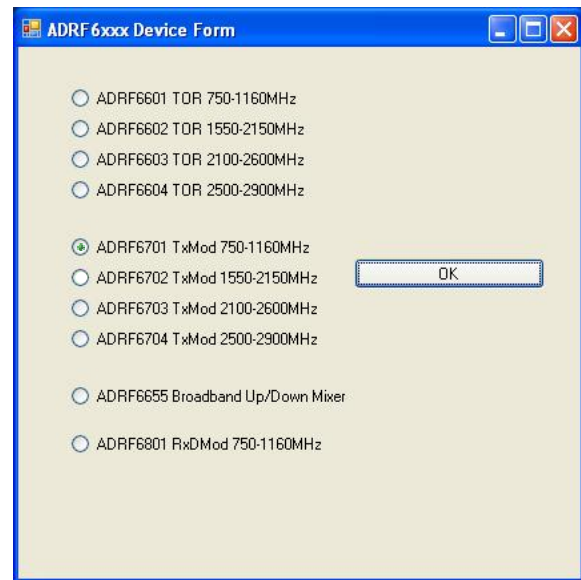 ADRF6xxx Device Form
ADRF6601 TOR 750-1160MHz
ADRF6602 TOR 1550-2150MHz
ADRF6603 TOR 2100-2600MHz
ADRF6604 TOR 2500-2900MHz
ADRF6701 TxMod 750-1160MHz
OK
ADRF6702 TxMod 1550-2150MHz
ADRF6703 TxMod 2100-2600MHz
ADRF6704 TxMod 2500-2900MHz
ADRF6655 Broadband Up/Down Mixer
ADRF6801 RxDMod 750-1160MHz